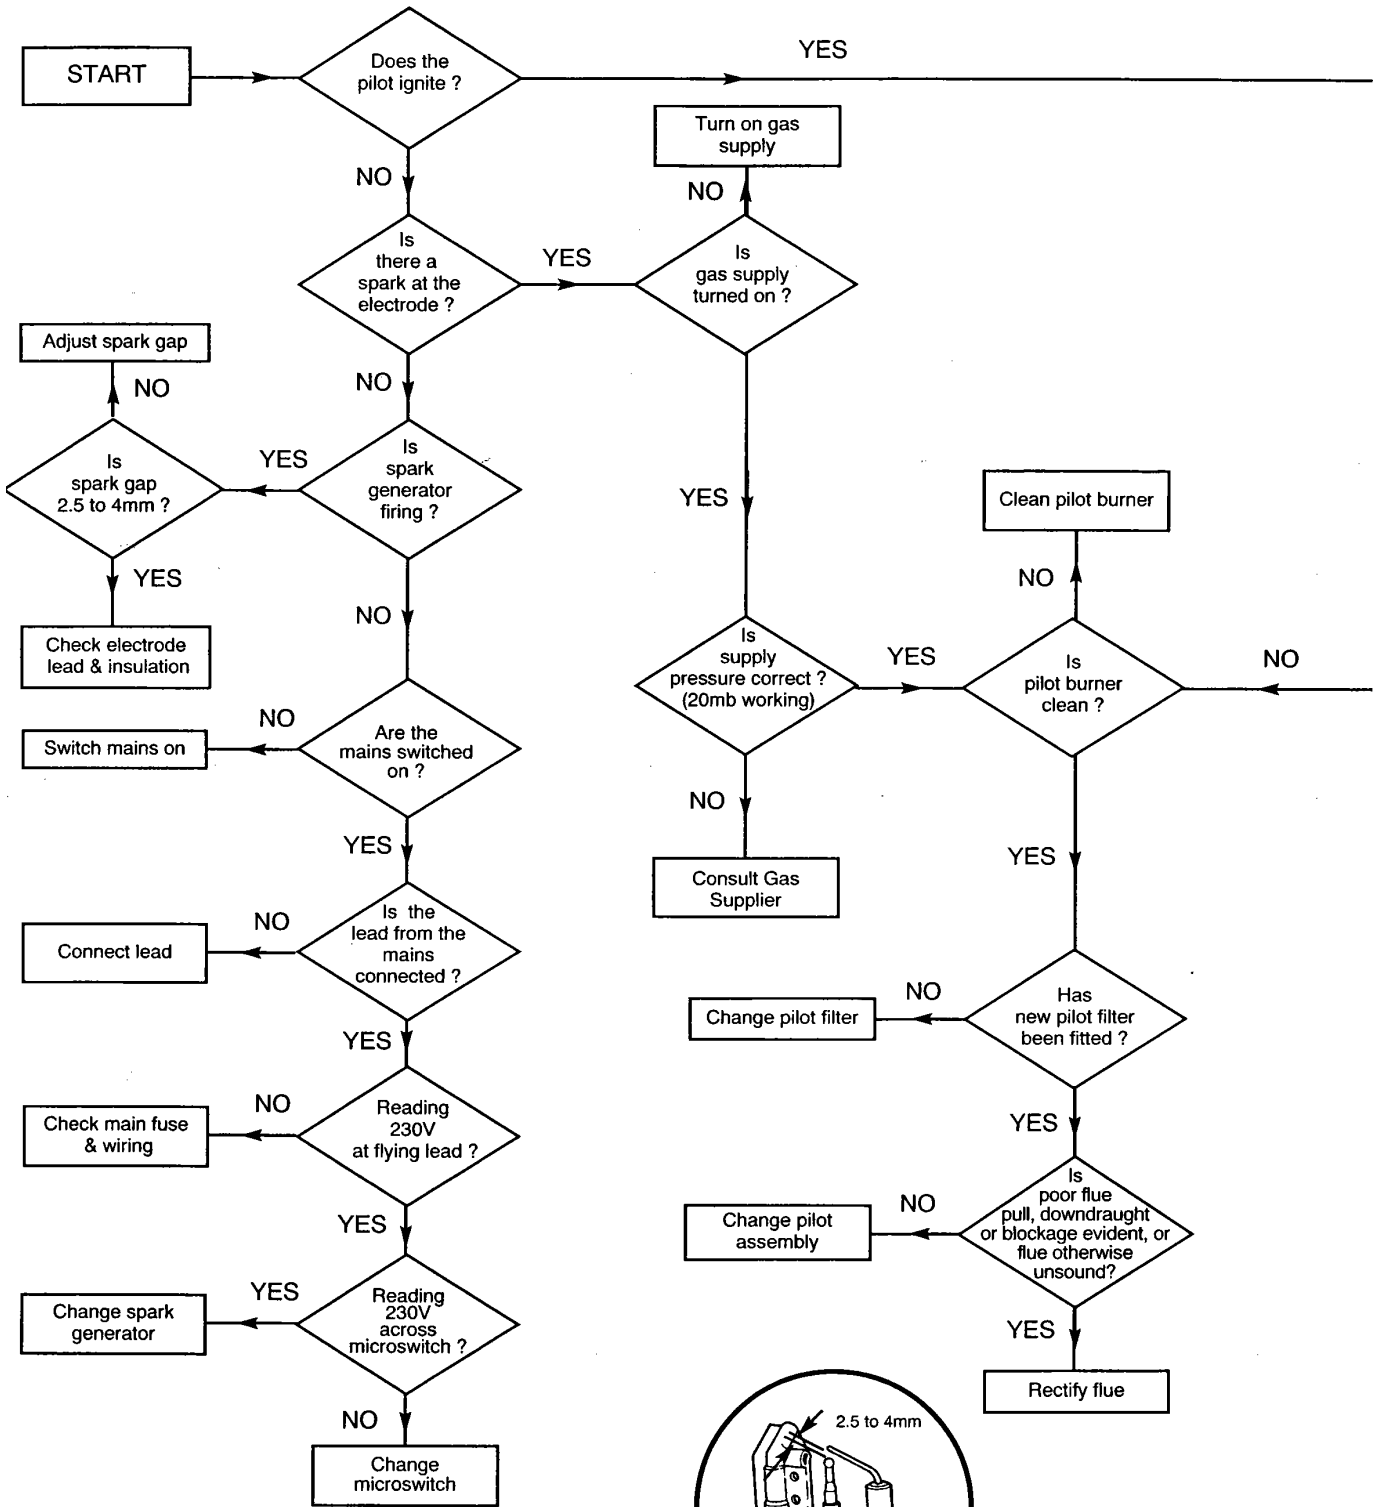 START
Does the
pilot ignite ?
YES
Turn on gas
supply
NO
NO
Is
there a
spark at the
electrode ?
YES
Is
gas supply
turned on ?
Adjust spark gap
NO
NO
Is
spark gap
2.5 to 4mm ?
YES
Is
spark
generator
firing ?
YES
Clean pilot burner
YES
NO
NO
Check electrode
lead & insulation
Is
supply
pressure correct ?
(20mb working)
YES
Is
pilot burner
clean ?
NO
Switch mains on
NO
Are the
mains switched
on ?
NO
YES
YES
Consult Gas
Supplier
Connect lead
NO
Is the
lead from the
mains
connected ?
Change pilot filter
NO
Has
new pilot filter
been fitted ?
YES
Check main fuse
& wiring
NO
Reading
230V
at flying lead ?
YES
YES
Change pilot
assembly
NO
Is
poor flue
pull, downdraught
or blockage evident, or
flue otherwise
unsound?
Change spark
generator
YES
Reading
230V
across
microswitch ?
YES
Rectify flue
NO
2.5 to 4mm
Change
microswitch